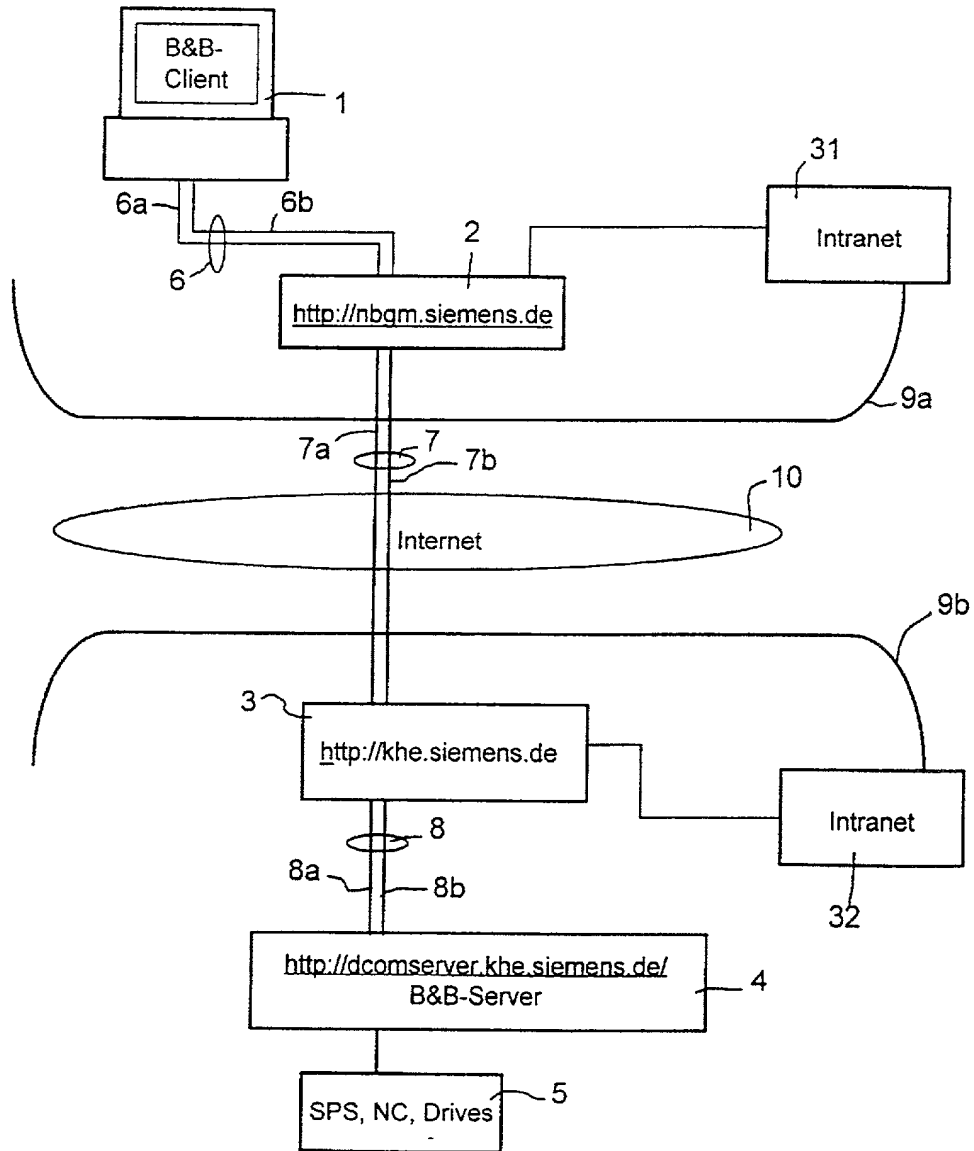 B&B-
Client
1
31
6a
6b
2
Intranet
6
http://nbgm.siemens.de
9a
7a
7
7b
10
Internet
9b
3
http://khe.siemens.de
Intranet
8
8a
8b
32
http://dcomserver.khe.siemens.de/
B&B-Server
4
5
SPS, NC, Drives